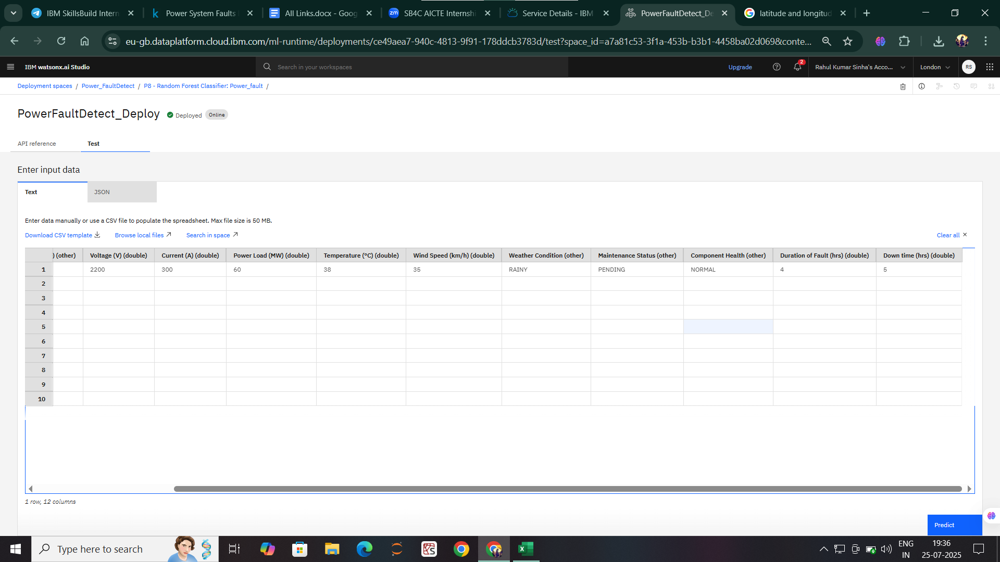 IBM SkillsBuild Intern
Power System Faults
All Links.docx - Goog
zm SB4C AICTE Internshi
Service Details - IBM
PowerFaultDetect_De
latitude and longitud
eu-gb.dataplatform.cloud.ibm.com/ml-runtime/deployments/ce49aea7-940c-4813-9f91-178ddcb3783d/test?space_id=a7a81c53-3f1a-453b-b3b1-4458ba02d069&conte...
IBM watsonx.ai Studio
Search in your workspaces
Upgrade
2
Rahul Kumar Sinha's Acco...
London
RS
Deployment spaces / Power_FaultDetect / P8 - Random Forest Classifier: Power_fault /
PowerFaultDetect_Deploy Deployed Online
API reference Test
Enter input data
Text JSON
Enter data manually or use a CSV file to populate the spreadsheet. Max file size is 50 MB.
Download CSV template Browse local files Search in space Clear all
) (other) Voltage (V) (double) Current (A) (double) Power Load (MW) (double) Temperature (°C) (double) Wind Speed (km/h) (double) Weather Condition (other) Maintenance Status (other) Component Health (other) Duration of Fault (hrs) (double) Down time (hrs) (double)
1 2200 300 60 38 35 RAINY PENDING NORMAL 4 5
2
3
4
5
6
7
8
9
10
1 row, 12 columns
Predict
Type here to search
ENG
IN
19:36
25-07-2025